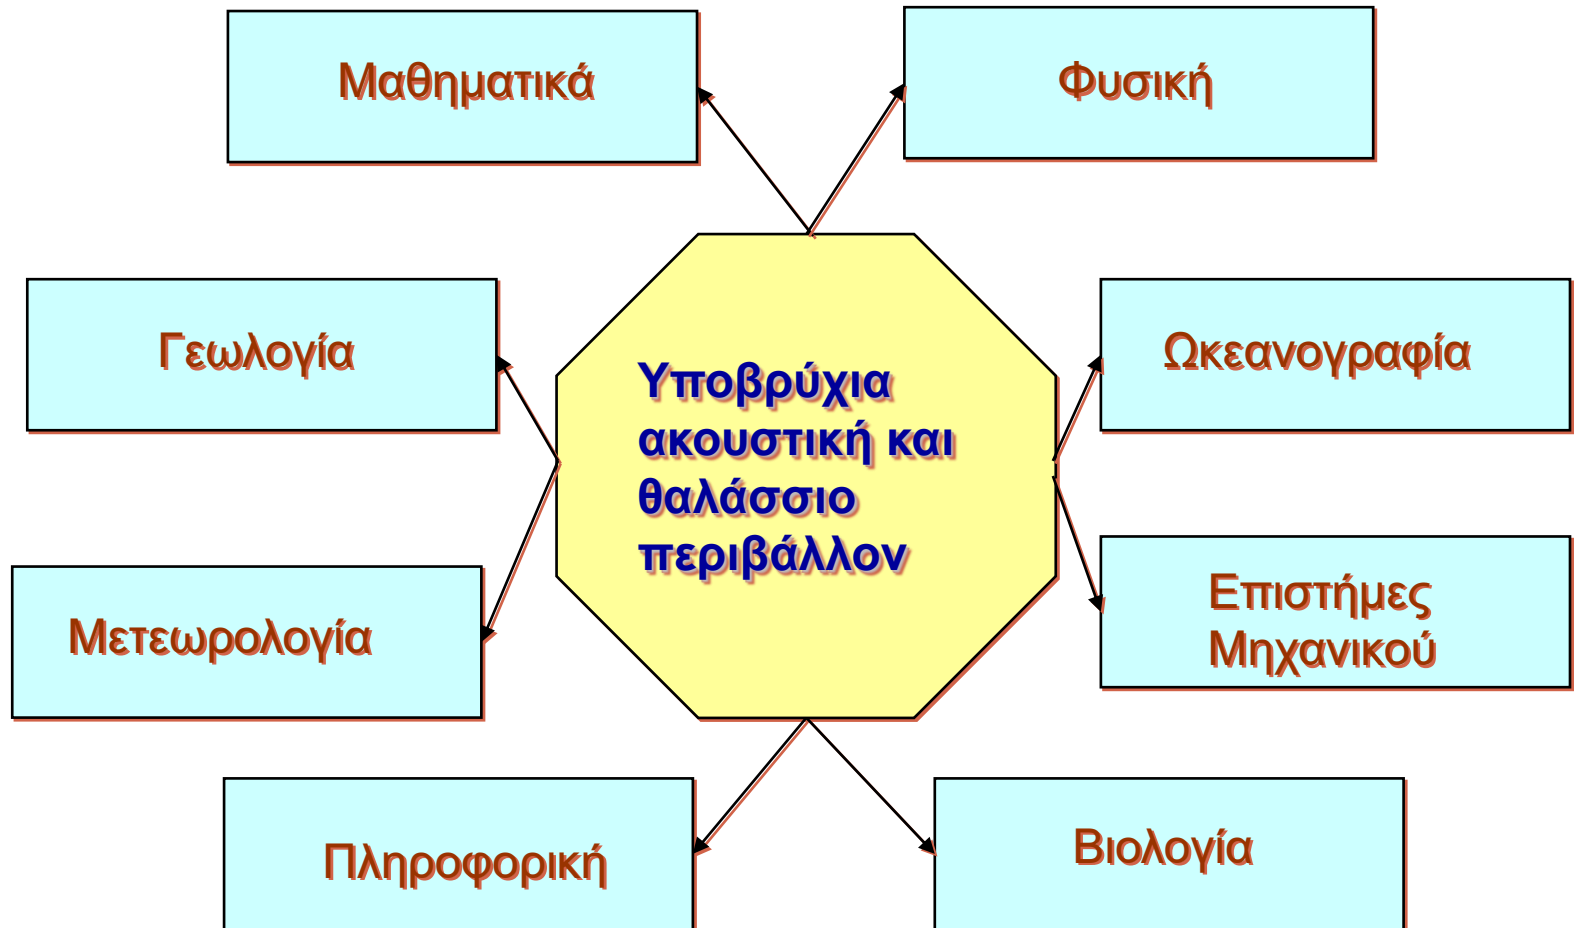 Μαθηματικά
Φυσική
Γεωλογία
Ωκεανογραφία
Υποβρύχια
ακουστική και
θαλάσσιο
περιβάλλον
Μετεωρολογία
Επιστήμες
Μηχανικού
Πληροφορική
Βιολογία